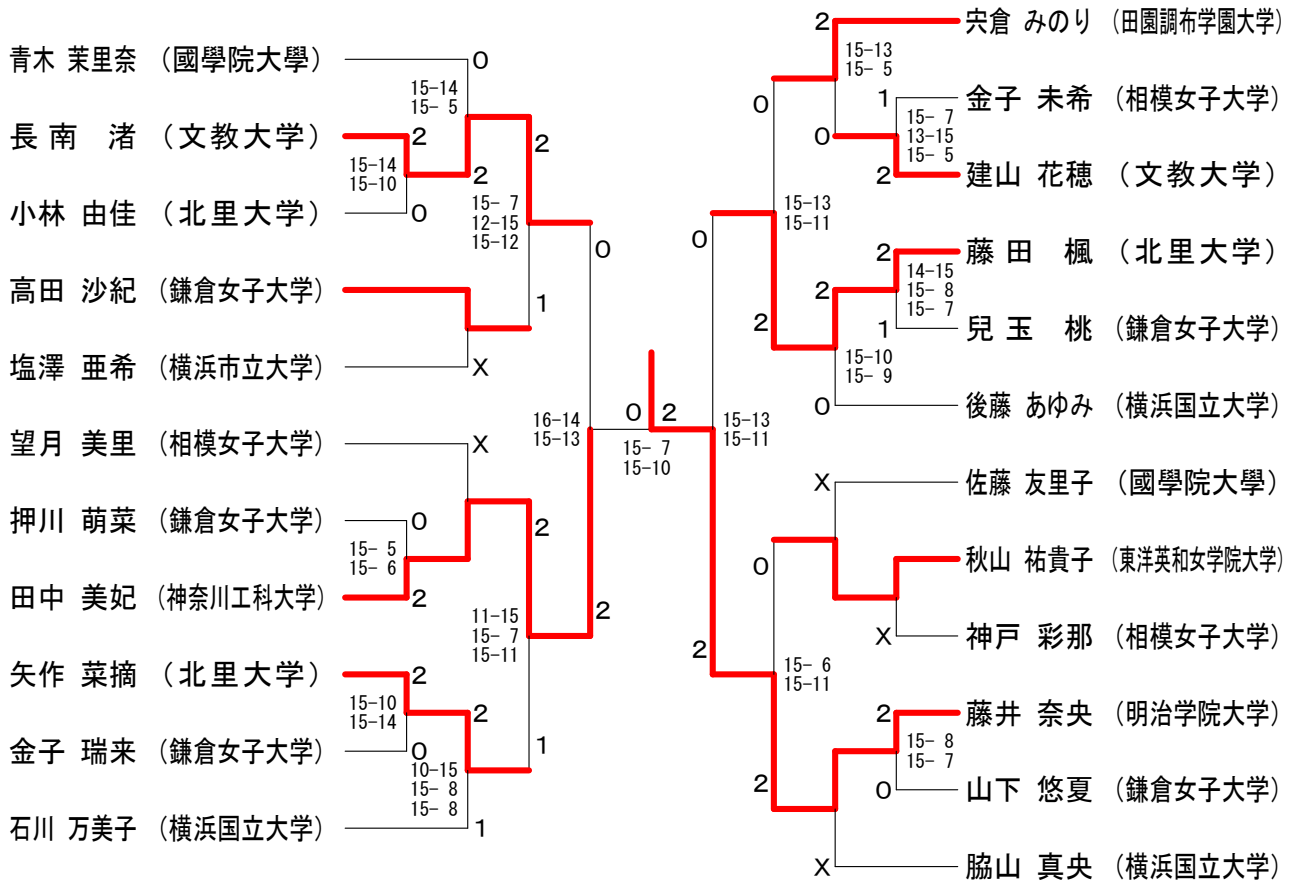 青木 茉里奈 （國學院大學）
0
15-14
15- 5
長 南 渚 （文教大学）
2
2
15-14
15-10
2
小林 由佳 （北里大学）
0
15- 7
12-15
15-12
0
高田 沙紀 （鎌倉女子大学）
1
塩澤 亜希 （横浜市立大学）
X
16-14
15-13
望月 美里 （相模女子大学）
X
押川 萌菜 （鎌倉女子大学）
0
2
15- 5
15- 6
田中 美妃 （神奈川工科大学）
2
2
11-15
15- 7
15-11
矢作 菜摘 （北里大学）
2
15-10
15-14
2
金子 瑞来 （鎌倉女子大学）
0
1
10-15
15- 8
15- 8
石川 万美子 （横浜国立大学）
1
0
2
15- 7
15-10
2
宍倉 みのり （田園調布学園大学）
15-13
15- 5
0
1
金子 未希 （相模女子大学）
15- 7
13-15
15- 5
0
2
建山 花穂 （文教大学）
15-13
15-11
0
2
藤 田 楓 （北里大学）
14-15
15- 8
15- 7
2
2
1
兒 玉 桃 （鎌倉女子大学）
15-10
15- 9
0
後藤 あゆみ （横浜国立大学）
15-13
15-11
X
佐藤 友里子 （國學院大學）
0
秋山 祐貴子 （東洋英和女学院大学）
X
神戸 彩那 （相模女子大学）
2
15- 6
15-11
2
藤井 奈央 （明治学院大学）
15- 8
15- 7
2
0
山下 悠夏 （鎌倉女子大学）
X
脇山 真央 （横浜国立大学）